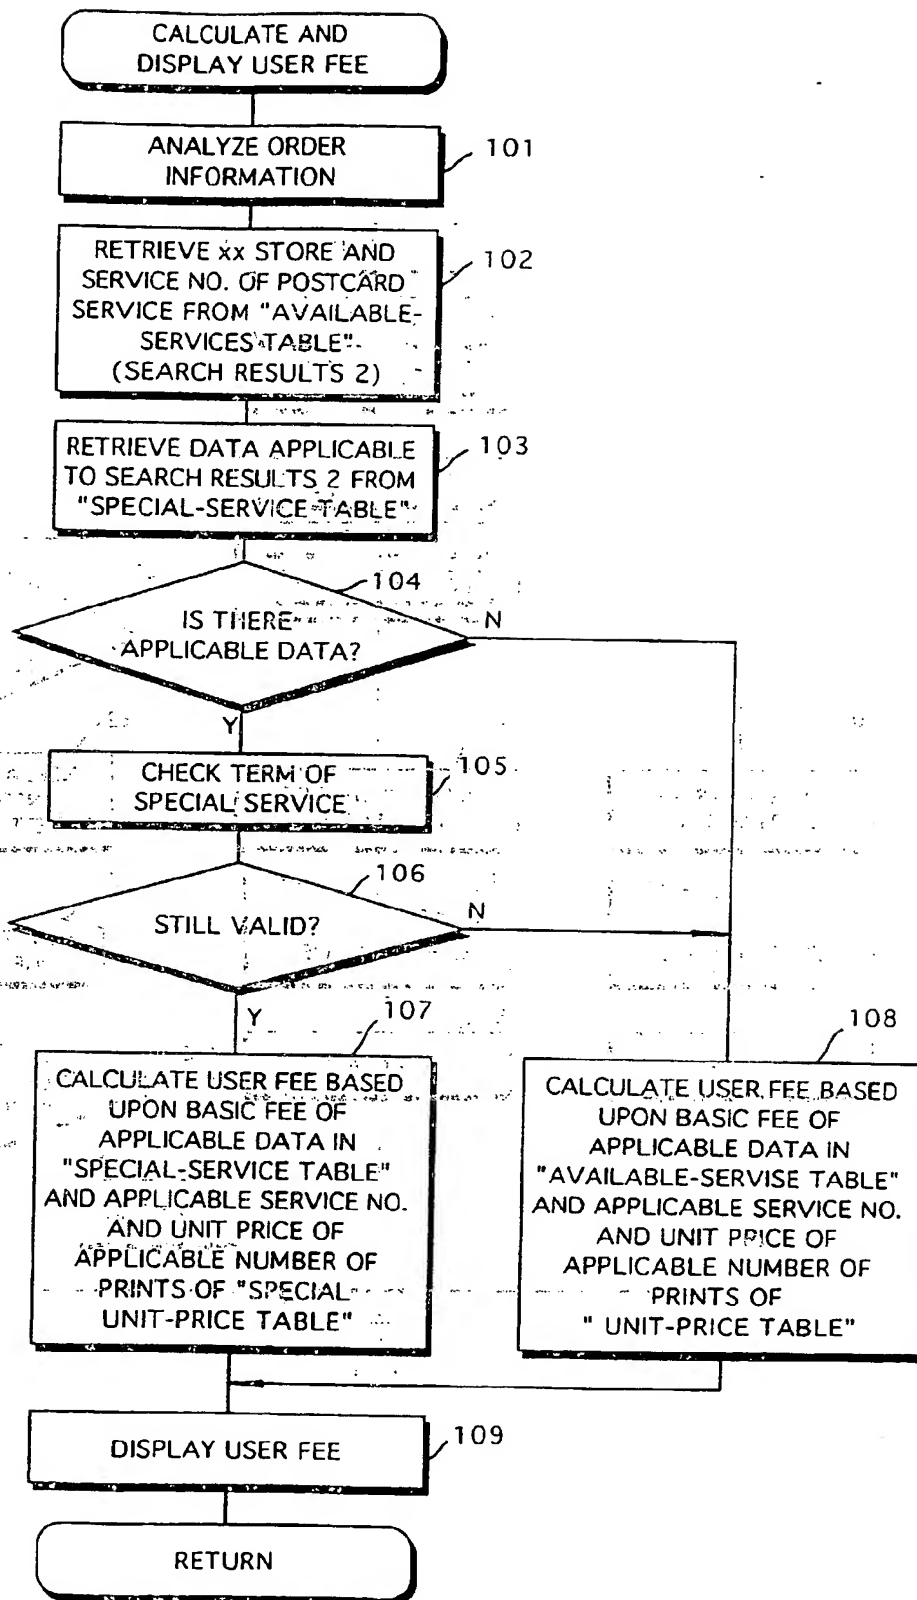 CALCULATE AND
DISPLAY USER FEE
ANALYZE ORDER
INFORMATION
101
RETRIEVE xx STORE AND
SERVICE NO. OF POSTCARD
SERVICE FROM "AVAILABLE-
SERVICES TABLE"
(SEARCH RESULTS 2)
102
RETRIEVE DATA APPLICABLE
TO SEARCH RESULTS 2 FROM
"SPECIAL-SERVICE TABLE"
103
104
IS THERE
APPLICABLE DATA?
N
Y
CHECK TERM OF
SPECIAL SERVICE
105
106
STILL VALID?
N
Y
107
CALCULATE USER FEE BASED
UPON BASIC FEE OF
APPLICABLE DATA IN
"SPECIAL-SERVICE TABLE"
AND APPLICABLE SERVICE NO.
AND UNIT PRICE OF
APPLICABLE NUMBER OF
PRINTS OF "SPECIAL
UNIT-PRICE TABLE"
108
CALCULATE USER FEE BASED
UPON BASIC FEE OF
APPLICABLE DATA IN
"AVAILABLE-SERVISE TABLE"
AND APPLICABLE SERVICE NO.
AND UNIT PRICE OF
APPLICABLE NUMBER OF
PRINTS OF
" UNIT-PRICE TABLE"
DISPLAY USER FEE
109
RETURN